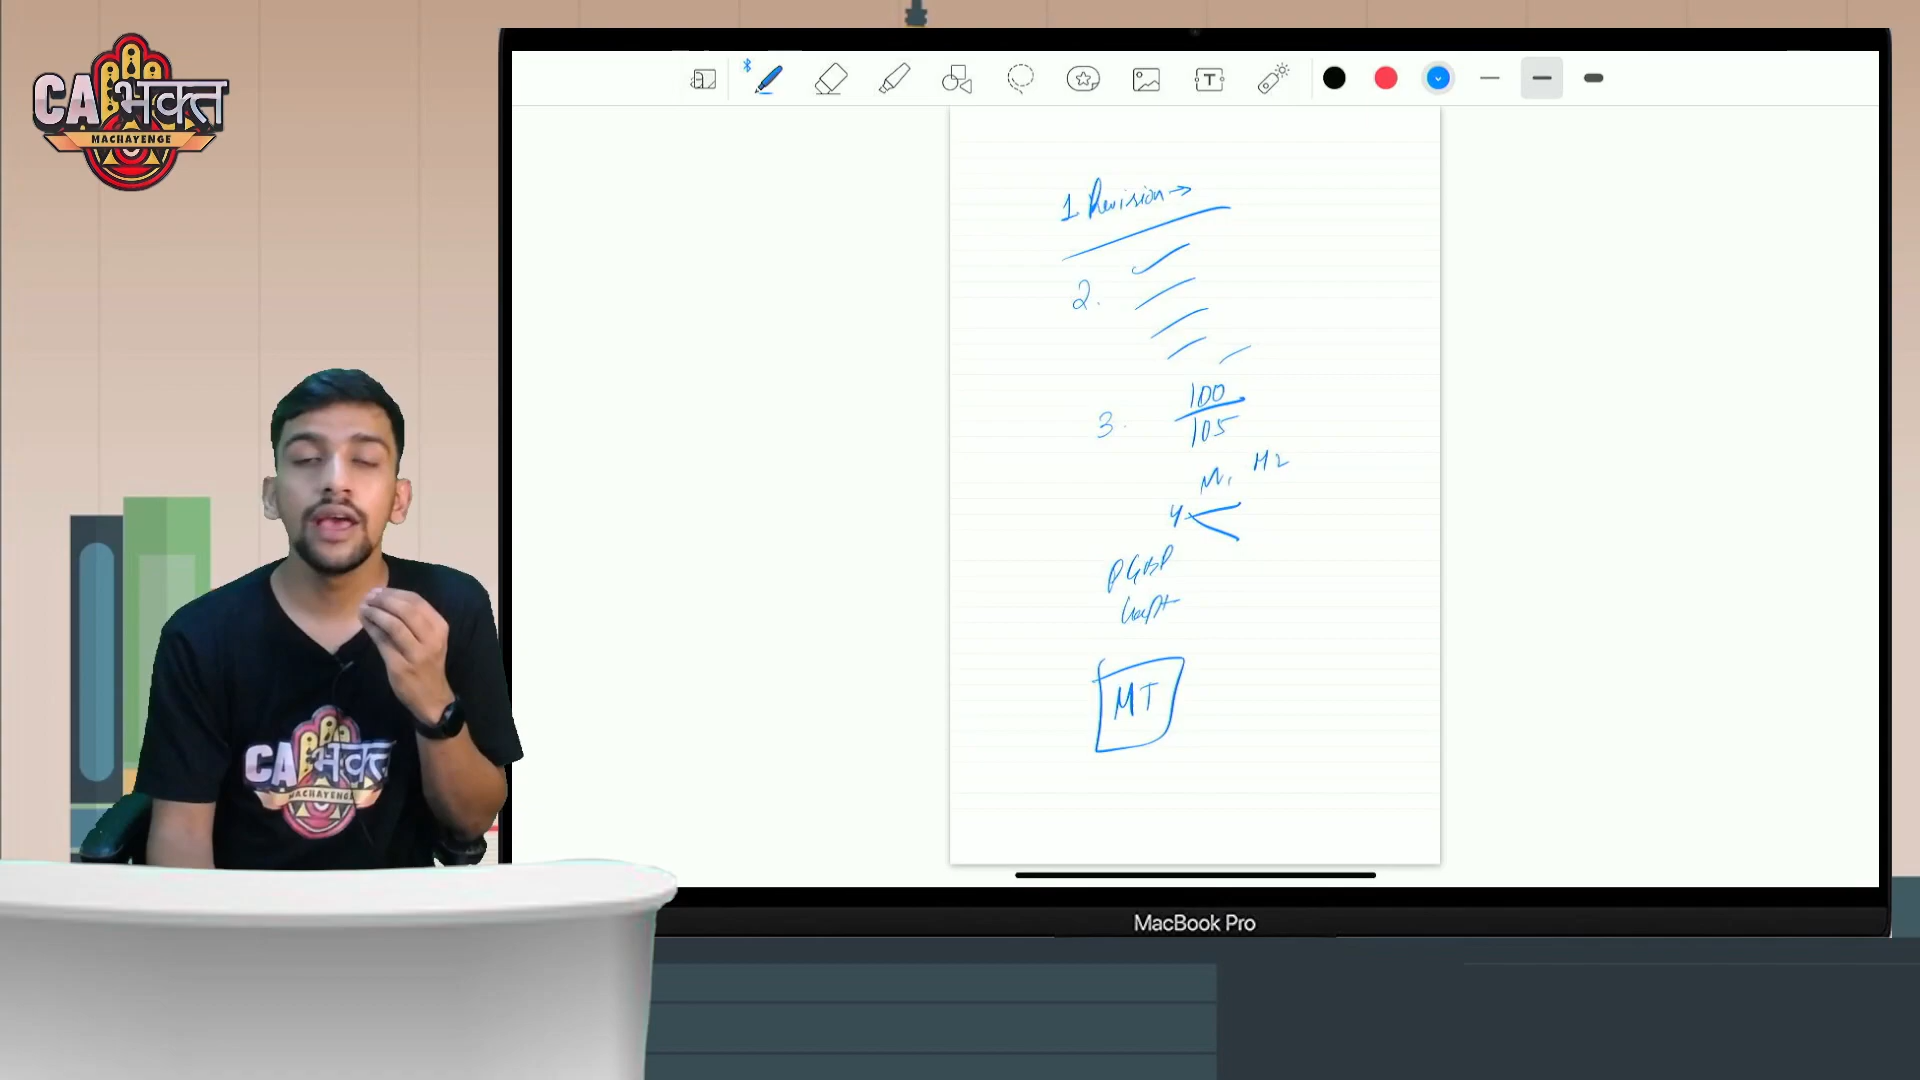 CA भक्त
MACHAYENGE
1 Revision →
2.
3. 100
105
M1 M2
4
PGBP
MT
CA भक्त
MACHAYENGE
T
MacBook Pro